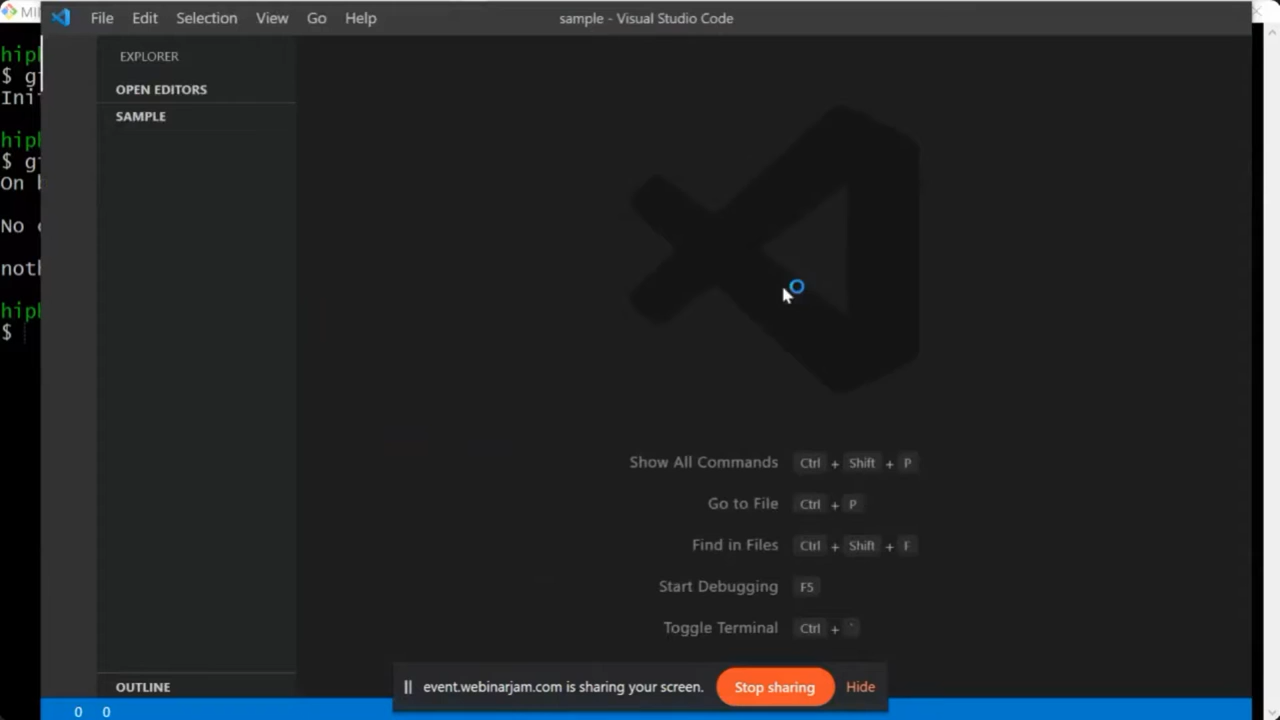 MI
File Edit Selection View Go Help
sample - Visual Studio Code
EXPLORER
OPEN EDITORS
SAMPLE
$ g
Ini
$ g
On
No
$
Show All Commands Ctrl + Shift + P
Go to File Ctrl + P
Find in Files Ctrl + Shift + F
Start Debugging F5
Toggle Terminal Ctrl + `
OUTLINE
event.webinarjam.com is sharing your screen. Stop sharing Hide
0 0